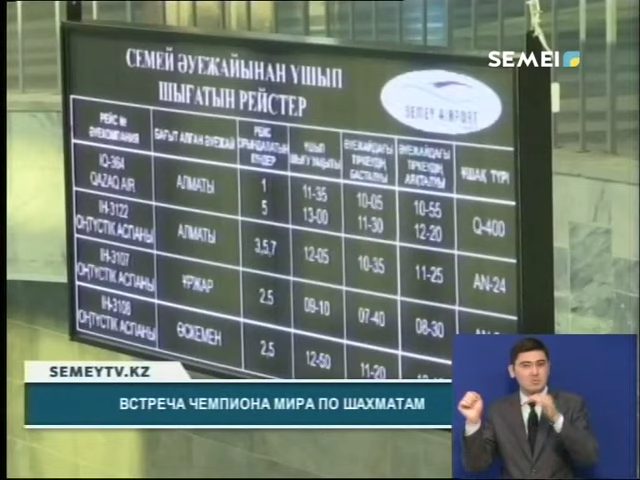 SEMEI
СЕМЕЙ ӘУЕЖАЙЫНАН ҰШЫП
ШЫҒАТЫН РЕЙСТЕР
SEMEY AIRPORT
РЕЙС № ӘУЕКОМПАНИЯ
БАҒЫТ АЛҒАН ӘУЕЖАЙ
РЕЙС ОРЫНДАЛАТЫН КҮНДЕР
ҰШЫП ШЫҒУ УАҚЫТЫ
ӘУЕЖАЙДАҒЫ ТІРКЕУДІҢ БАСТАЛУЫ
ӘУЕЖАЙДАҒЫ ТІРКЕУДІҢ АЯҚТАЛУЫ
ҰШАҚ ТҮРІ
IQ-364 QAZAQ AIR АЛМАТЫ 1 11-35 10-05 10-55 Q-400
5 13-00 11-30 12-20
IH-3122 ОҢТҮСТІК АСПАНЫ АЛМАТЫ 3,5,7 12-05 10-35 11-25 AN-24
IH-3107 ОҢТҮСТІК АСПАНЫ ҮРЖАР 2.5 09-10 07-40 08-30
IH-3108 ОҢТҮСТІК АСПАНЫ ӨСКЕМЕН 2,5 12-50 11-20
SEMEYTV.KZ
ВСТРЕЧА ЧЕМПИОНА МИРА ПО ШАХМАТАМ